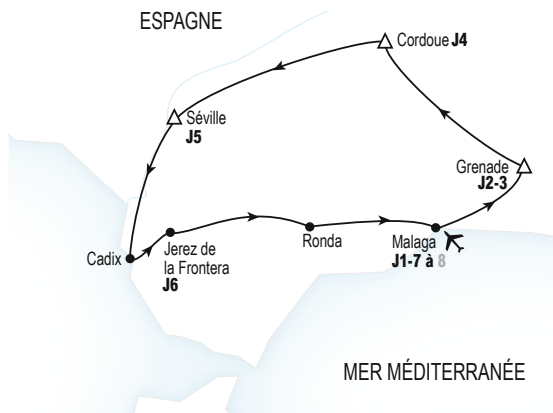 ESPAGNE
Cordoue J4
Séville
J5
Grenade
J2-3
Cadix
Jerez de
la Frontera
J6
Ronda
Malaga
J1-7 à 8
MER MÉDITERRANÉE